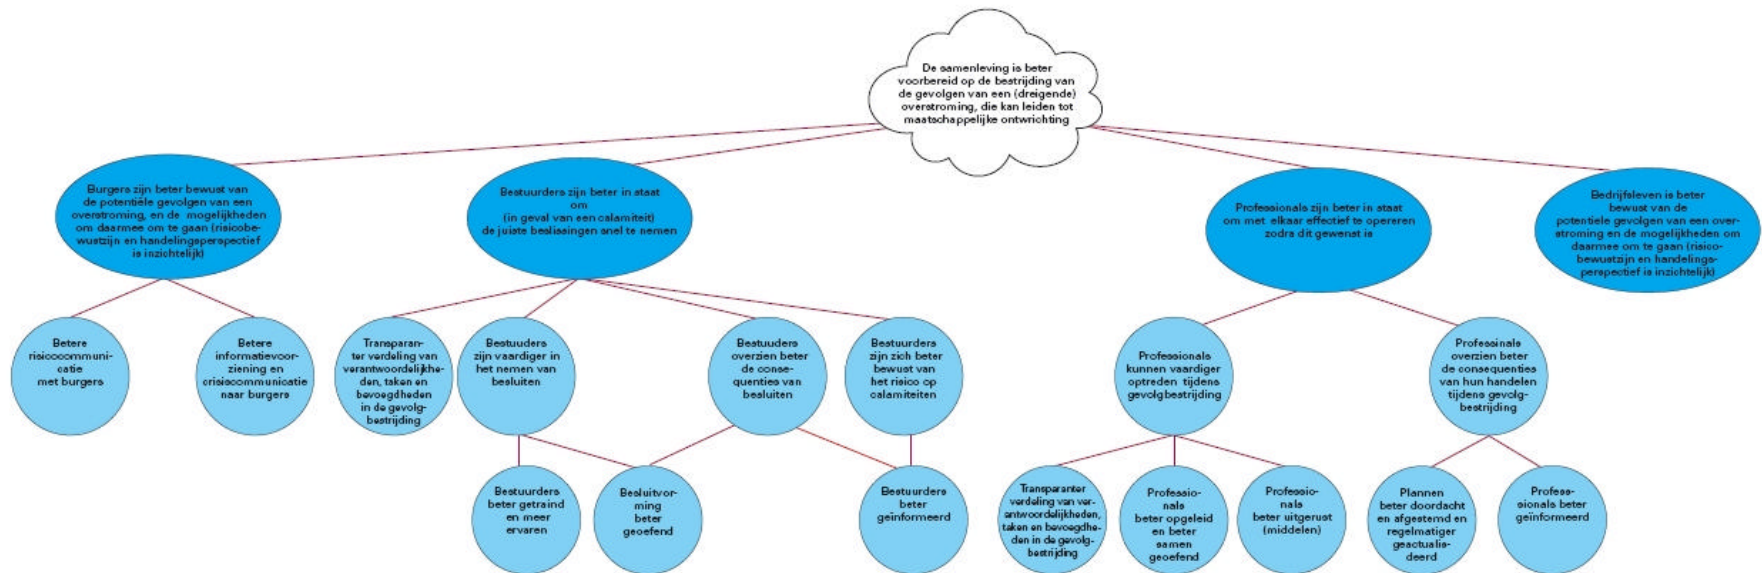 De samenleving is beter
voorbereid op de bestrijding van
de gevolgen van een (dreigende)
overstroming, die kan leiden tot
maatschappelijke ontwrichting
Burgers zijn beter bewust van
de potentiële gevolgen van een
overstroming, en de mogelijkheden
om daarmee om te gaan (risicobe-
wustzijn en handelingsperspectief
is inzichtelijk)
Bestuurders zijn beter in staat
om
(in geval van een calamiteit)
de juiste beslissingen snel te nemen
Professionals zijn beter in staat
om met elkaar effectief te opereren
zodra dit gewenst is
Bedrijfsleven is beter
bewust van de
potentiele gevolgen van een over-
stroming en de mogelijkheden om
daarmee om te gaan (risico-
bewustzijn en handelings-
perspectief is inzichtelijk)
Betere
risicocommuni-
catie
met burgers
Betere
informatievoor-
ziening en
crisiscommunicatie
naar burgers
Transparan-
ter verdeling van
verantwoordelijkhe-
den, taken en
bevoegdheden
in de gevolg-
bestrijding
Bestuuders
zijn vaardiger in
het nemen van
besluiten
Bestuuders
overzien beter
de conse-
quenties van
besluiten
Bestuurders
zijn zich beter
bewust van
het risico op
calamiteiten
Professionals
kunnen vaardiger
optreden tijdens
gevolgbestrijding
Professinals
overzien beter
de consequenties
van hun handelen
tijdens gevolg-
bestrijding
Bestuurders
beter getraind
en meer
ervaren
Besluitvor-
ming
beter
geoefend
Bestuurders
beter
geïnformeerd
Transparanter
verdeling van ver-
antwoordelijkheden,
taken en bevoegdhe-
den in de gevolg-
bestrijding
Professio-
nals
beter opgeleid
en beter
samen
geoefend
Professio-
nals
beter uitgerust
(middelen)
Plannen
beter doordacht
en afgestemd en
regelmatiger
geactualis-
deerd
Profess-
sionals beter
geïnformeerd